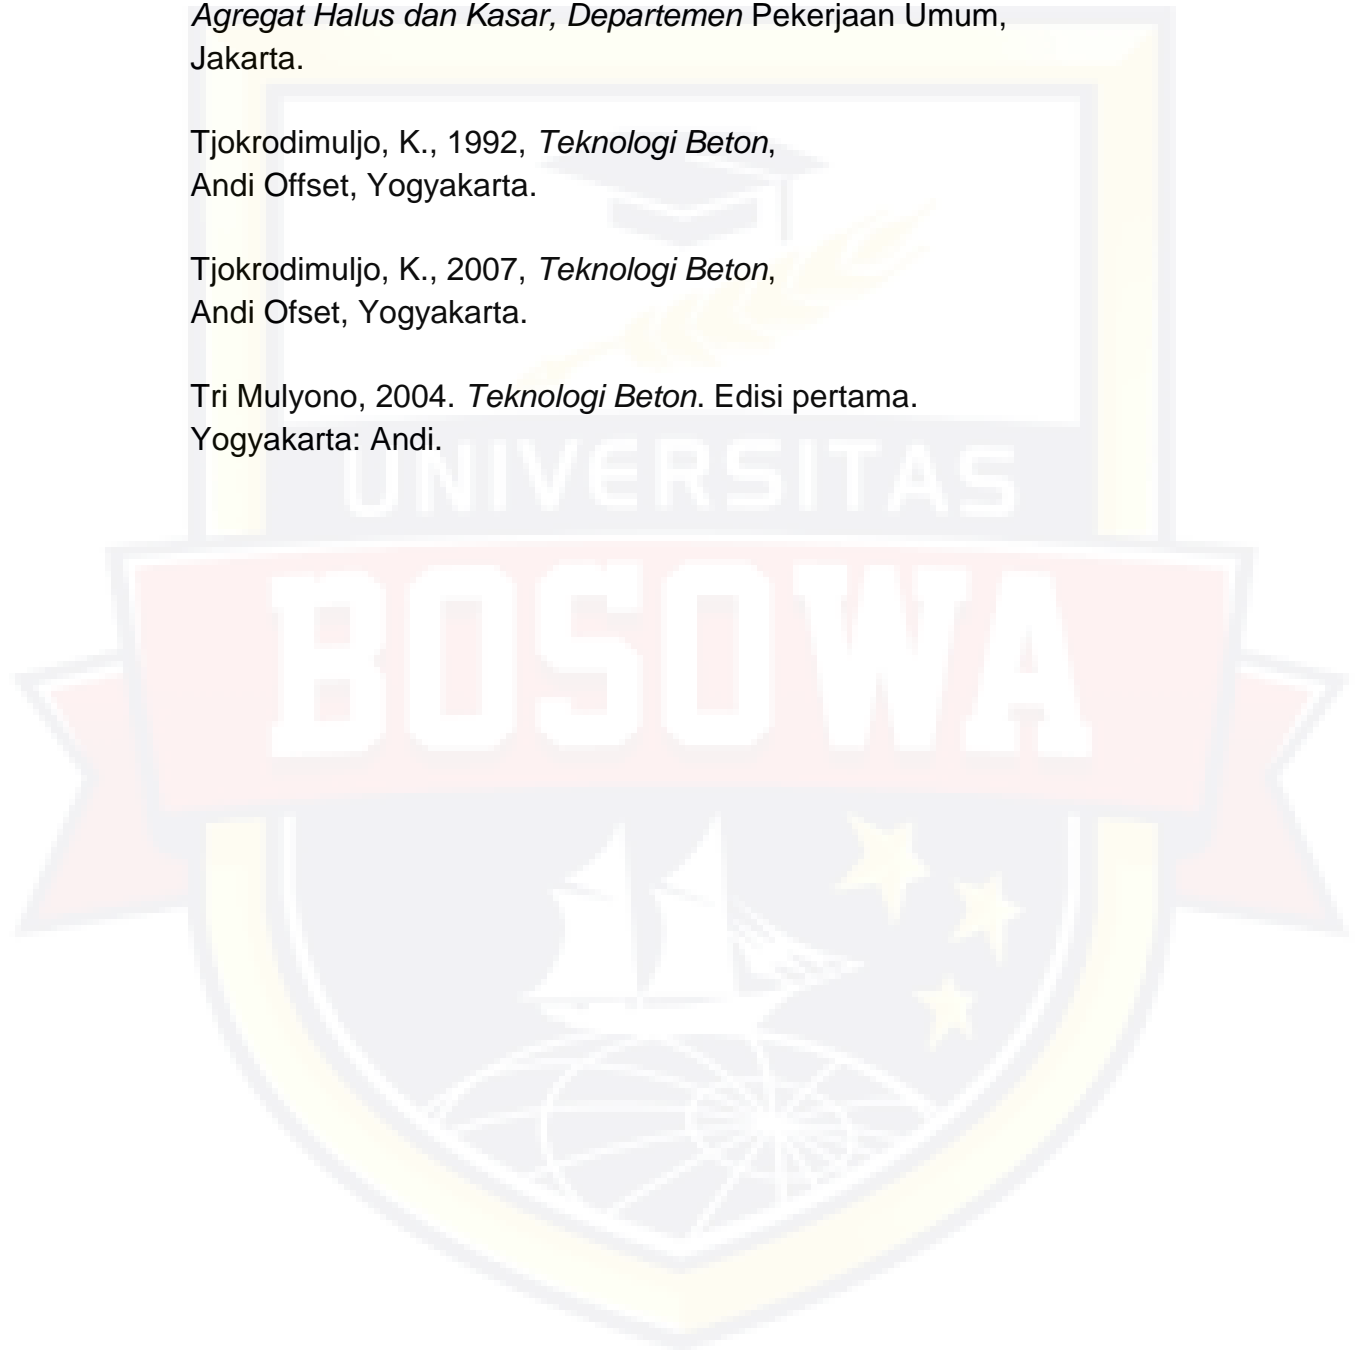 Agregat Halus dan Kasar, Departemen Pekerjaan Umum,
Jakarta.
Tjokrodimuljo, K., 1992, Teknologi Beton,
Andi Offset, Yogyakarta.
Tjokrodimuljo, K., 2007, Teknologi Beton,
Andi Ofset, Yogyakarta.
Tri Mulyono, 2004. Teknologi Beton. Edisi pertama.
Yogyakarta: Andi.
UNIVERSITAS
BOSOWA